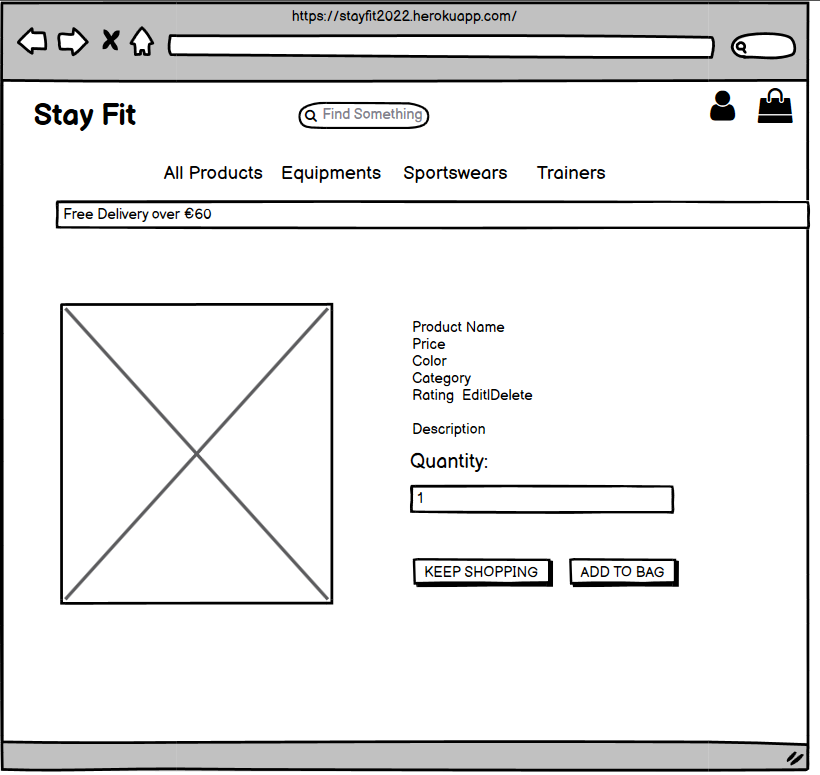 https://stayfit2022.herokuapp.com/
Stay Fit
Find Something
All Products Equipments Sportswears Trainers
Free Delivery over €60
Product Name
Price
Color
Category
Rating Edit|Delete
Description
Quantity:
1
KEEP SHOPPING ADD TO BAG